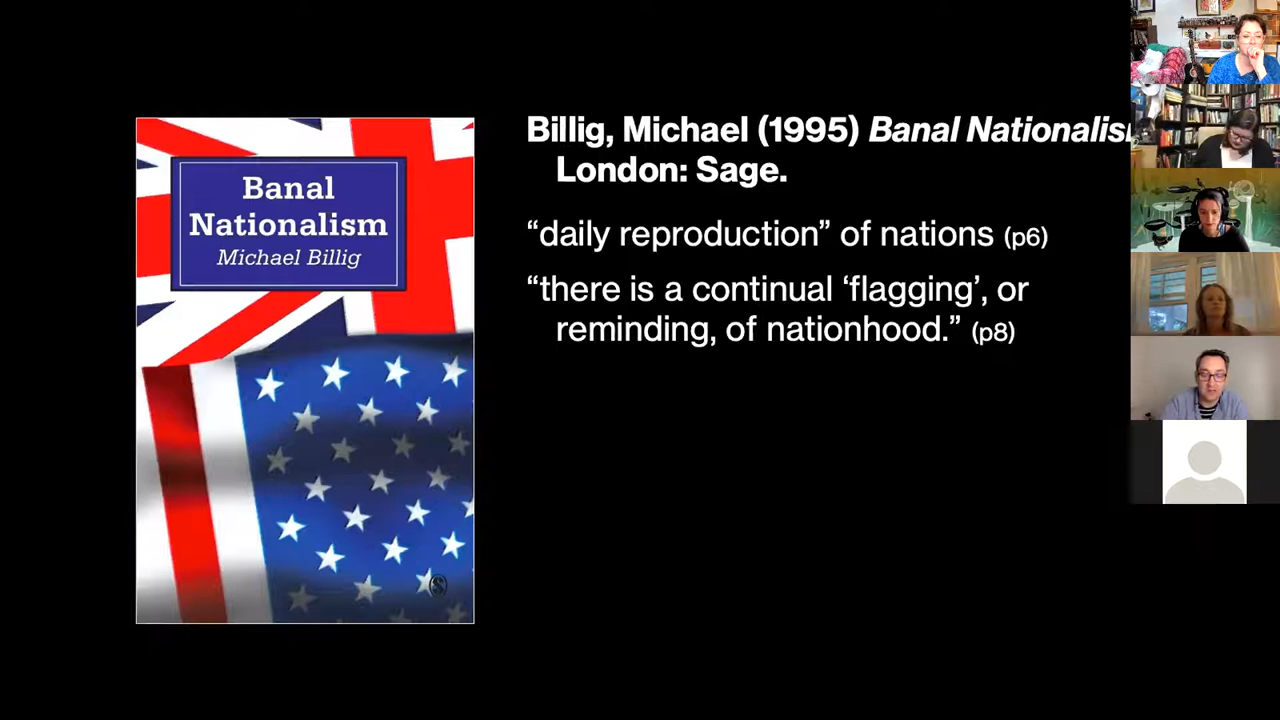 Banal
Nationalism
Michael Billig
Billig, Michael (1995) Banal Nationalis
London: Sage.
“daily reproduction” of nations (p6)
“there is a continual ‘flagging’, or
reminding, of nationhood.” (p8)